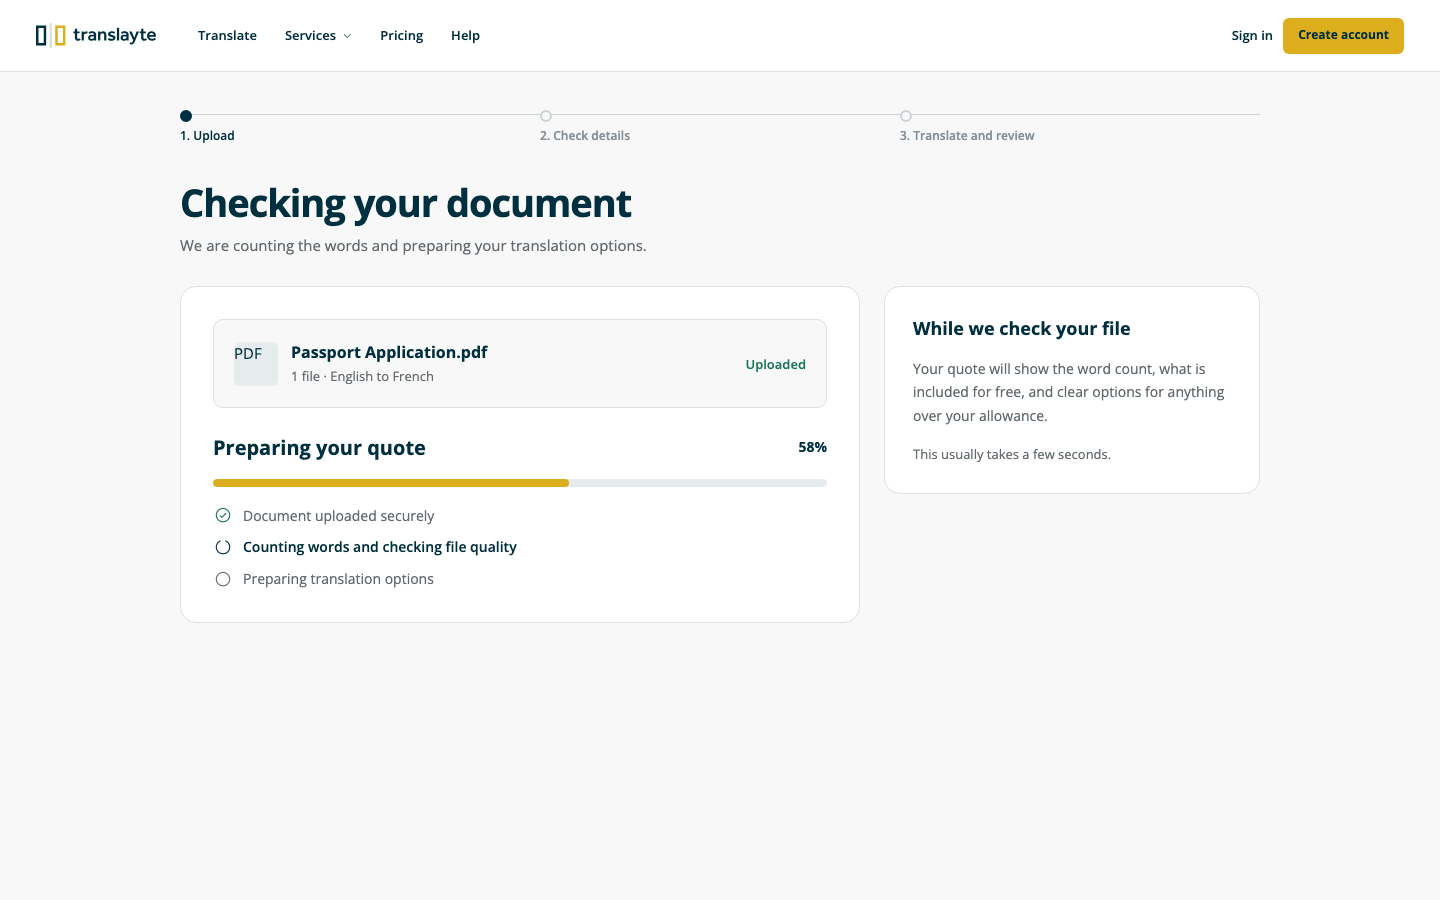 translayte
Translate
Services
Pricing
Help
Sign in
Create account
1. Upload
2. Check details
3. Translate and review
Checking your document
We are counting the words and preparing your translation options.
PDF
Passport Application.pdf
1 file · English to French
Uploaded
Preparing your quote
58%
Document uploaded securely
Counting words and checking file quality
Preparing translation options
While we check your file
Your quote will show the word count, what is
included for free, and clear options for anything
over your allowance.
This usually takes a few seconds.